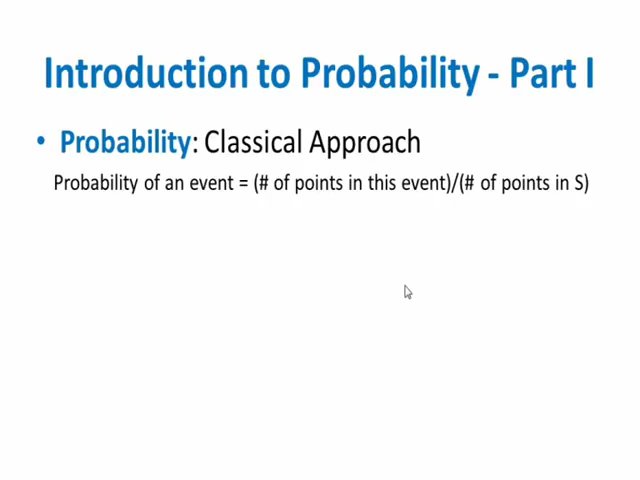 Introduction to Probability - Part I
• Probability: Classical Approach
Probability of an event = (# of points in this event)/(# of points in S)